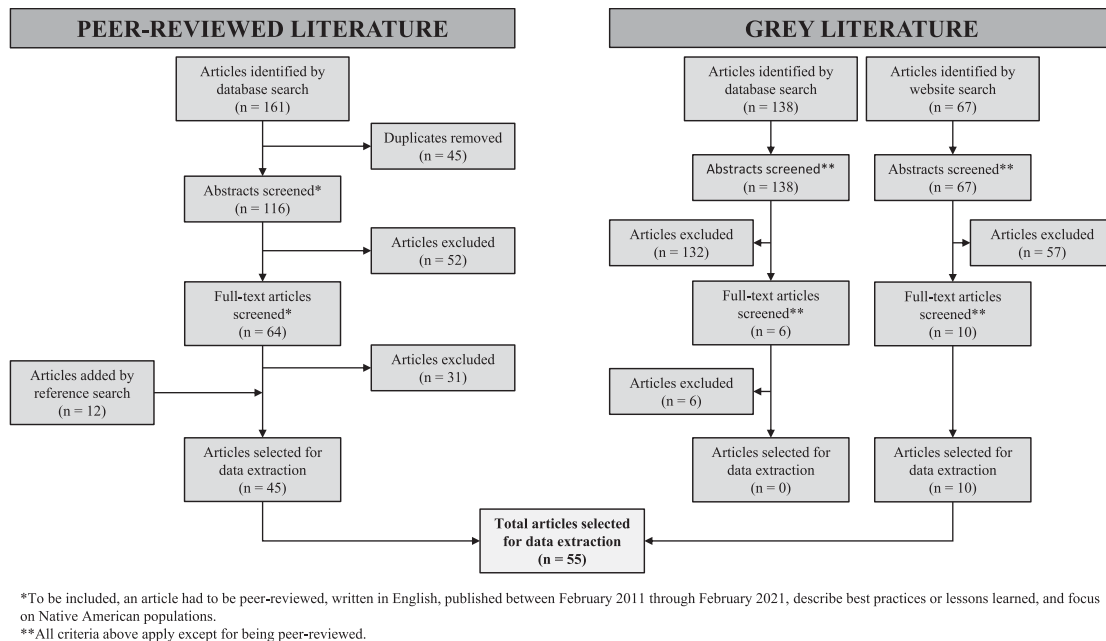 PEER-REVIEWED LITERATURE
Articles identified by
database search
(n = 161)
Duplicates removed
(n = 45)
Abstracts screened*
(n = 116)
Articles excluded
(n = 52)
Full-text articles
screened*
(n = 64)
Articles excluded
(n = 31)
Articles added by
reference search
(n = 12)
Articles selected for
data extraction
(n = 45)
GREY LITERATURE
Articles identified by
database search
(n = 138)
Articles identified by
website search
(n = 67)
Abstracts screened**
(n = 138)
Abstracts screened**
(n = 67)
Articles excluded
(n = 132)
Articles excluded
(n = 57)
Full-text articles
screened**
(n = 6)
Full-text articles
screened**
(n = 10)
Articles excluded
(n = 6)
Articles selected for
data extraction
(n = 0)
Articles selected for
data extraction
(n = 10)
Total articles selected
for data extraction
(n = 55)
*To be included, an article had to be peer-reviewed, written in English, published between February 2011 through February 2021, describe best practices or lessons learned, and focus
on Native American populations.
**All criteria above apply except for being peer-reviewed.